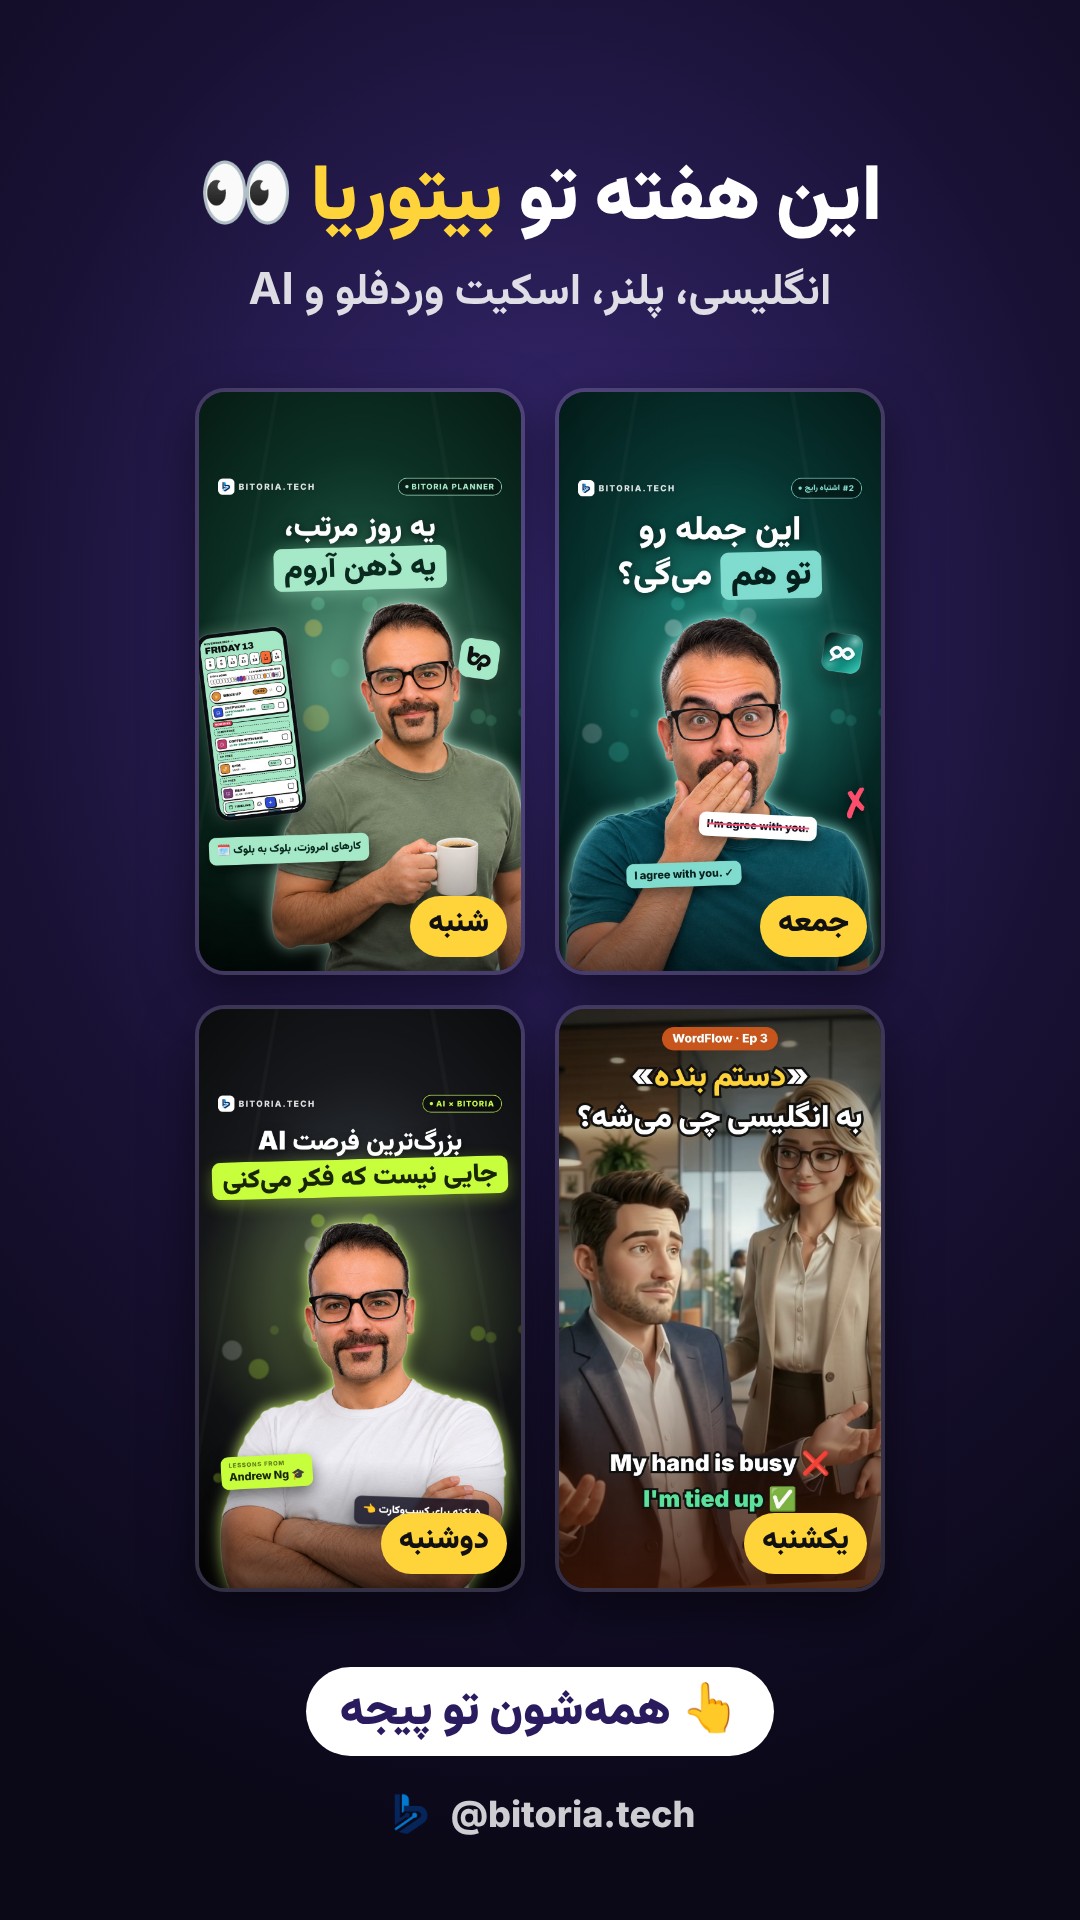 این هفته تو بیتوریا 👀
انگلیسی، پلنر، اسکیت وردفلو و AI
#2 اشتباه رایج •
BITORIA.TECH
این جمله رو
تو هم می‌گی؟
I'm agree with you.
I agree with you. ✓
جمعه
BITORIA.TECH
• BITORIA PLANNER
یه روز مرتب،
یه ذهن آروم
FRIDAY 13
کارهای امروزت، بلوک به بلوک 🗓️
شنبه
WordFlow · Ep 3
«دستم بنده»
به انگلیسی چی می‌شه؟
My hand is busy ❌
I'm tied up ✅
یکشنبه
BITORIA.TECH
• AI × BITORIA
بزرگ‌ترین فرصت AI
جایی نیست که فکر می‌کنی
LESSONS FROM
Andrew Ng 🎓
نکته برای کسب‌وکارت 👈
دوشنبه
👆 همه‌شون تو پیجه
@bitoria.tech